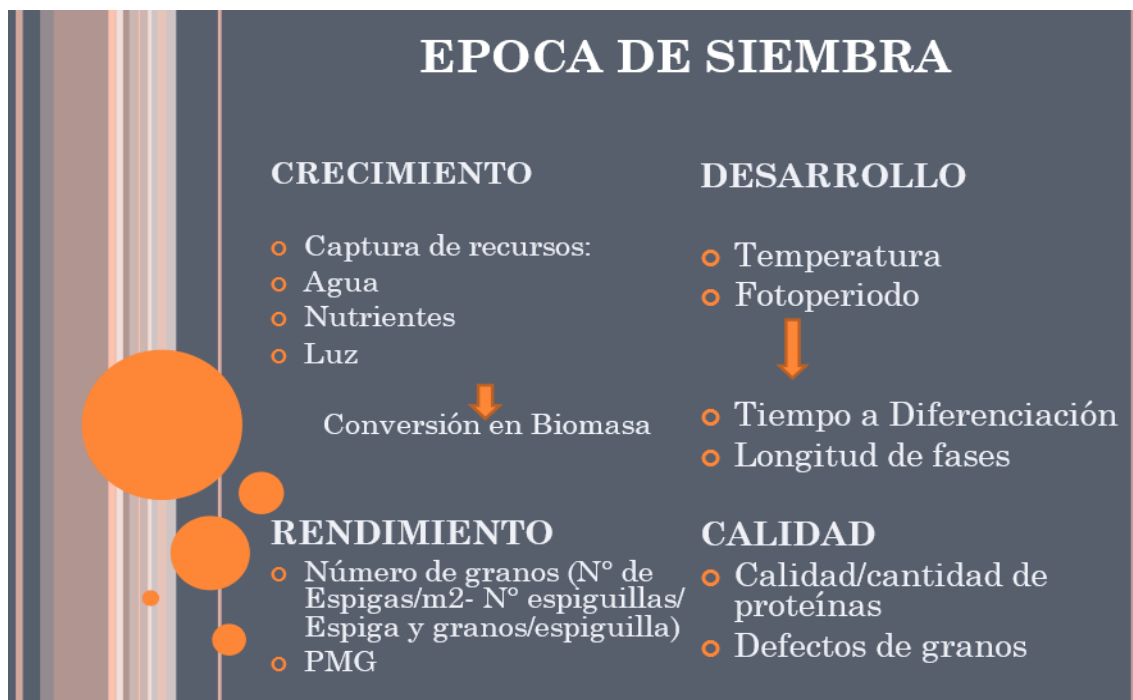 EPOCA DE SIEMBRA
CRECIMIENTO
Captura de recursos:
Agua
Nutrientes
Luz
Conversión en Biomasa
DESARROLLO
Temperatura
Fotoperiodo
Tiempo a Diferenciación
Longitud de fases
RENDIMIENTO
Número de granos (Nº de
Espigas/m2- Nº espiguillas/
Espiga y granos/espiguilla)
PMG
CALIDAD
Calidad/cantidad de
proteínas
Defectos de granos